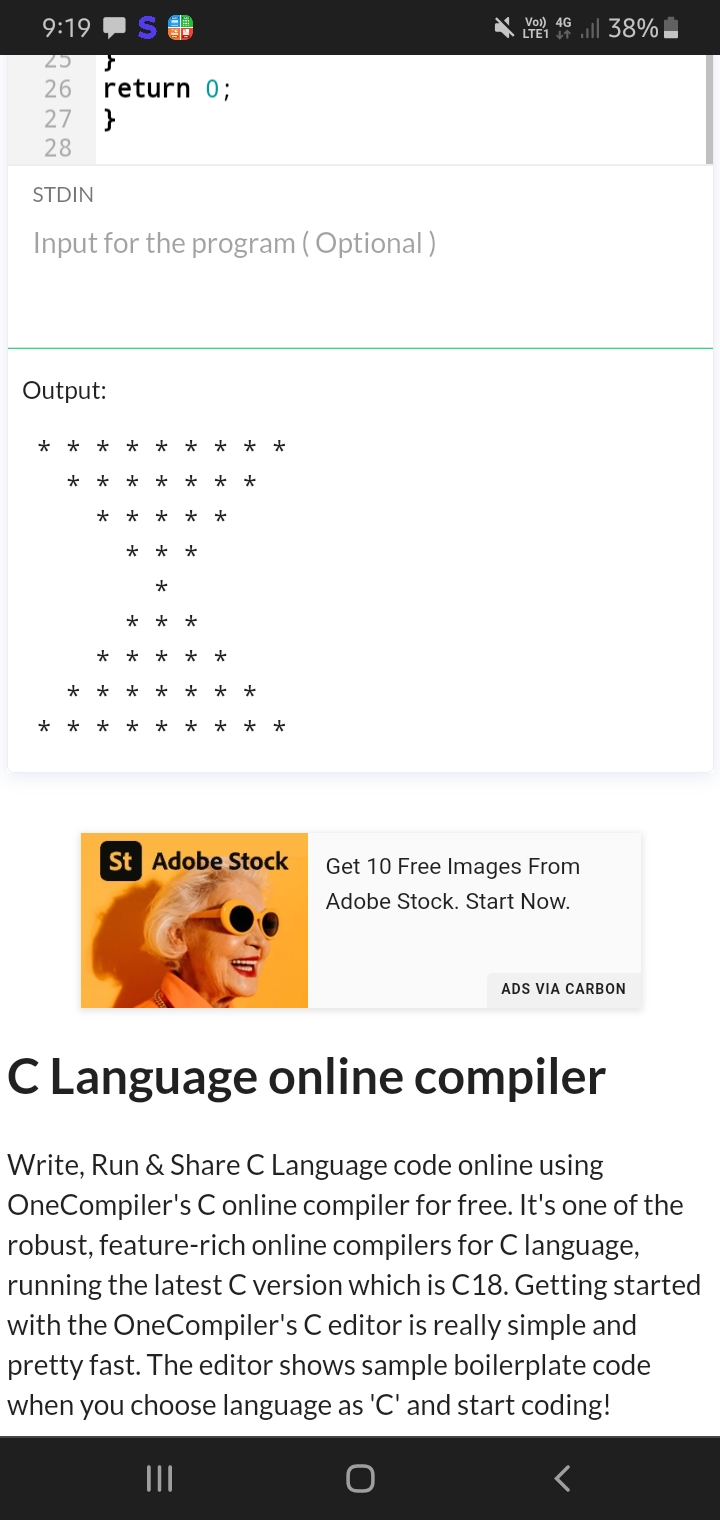 9:19 S Vo)) LTE1 4G 38%
25 }
26 return 0;
27 }
28
STDIN
Input for the program ( Optional )
Output:
* * * * * * * * *
* * * * * * *
* * * * *
* * *
*
* * *
* * * * *
* * * * * * *
* * * * * * * * *
St Adobe Stock
Get 10 Free Images From
Adobe Stock. Start Now.
ADS VIA CARBON
C Language online compiler
Write, Run & Share C Language code online using
OneCompiler's C online compiler for free. It's one of the
robust, feature-rich online compilers for C language,
running the latest C version which is C18. Getting started
with the OneCompiler's C editor is really simple and
pretty fast. The editor shows sample boilerplate code
when you choose language as 'C' and start coding!